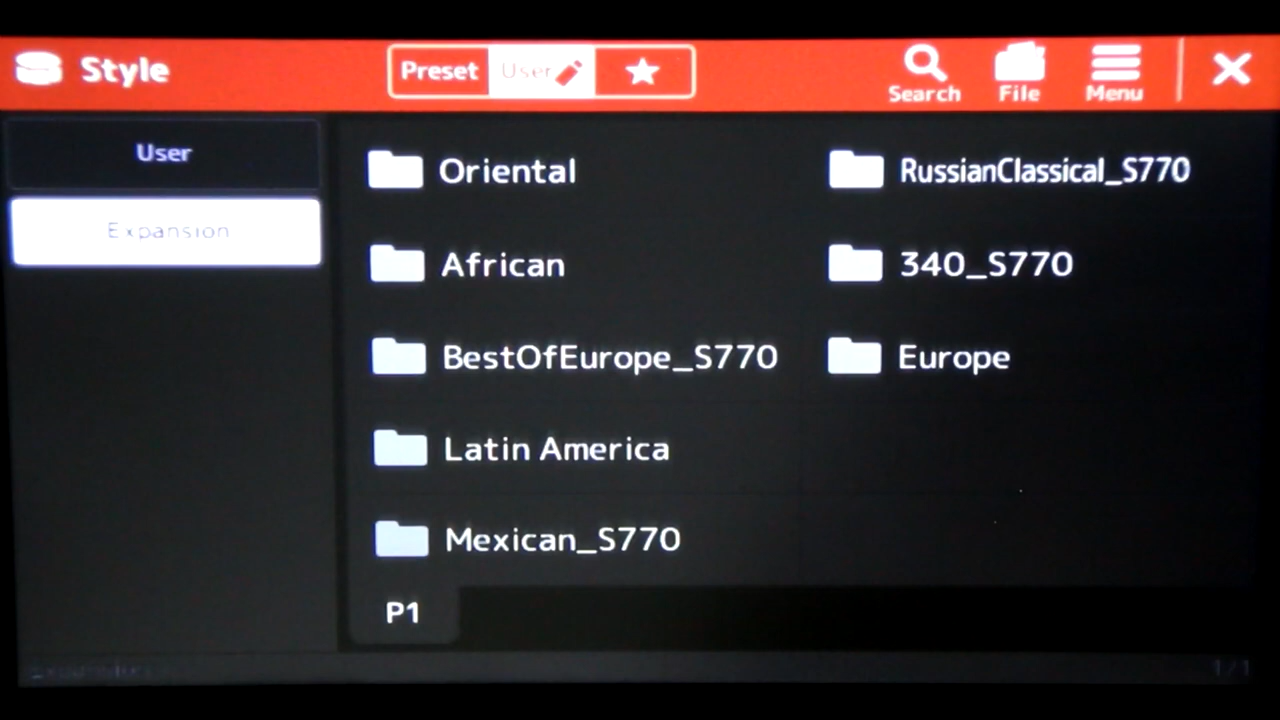 Style
Preset
User
Search
File
Menu
User
Expansion
Oriental
African
BestOfEurope_S770
Latin America
Mexican_S770
RussianClassical_S770
340_S770
Europe
P1
1/1